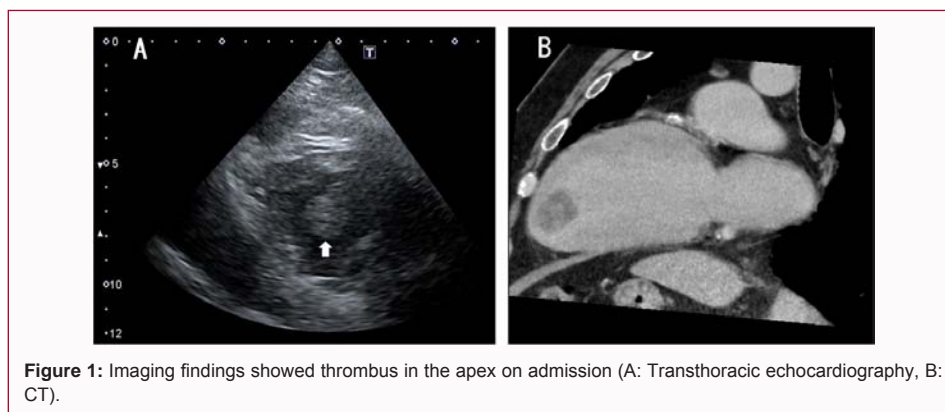 A
B
T
0
5
10
12
Figure 1: Imaging findings showed thrombus in the apex on admission (A: Transthoracic echocardiography, B:
CT).